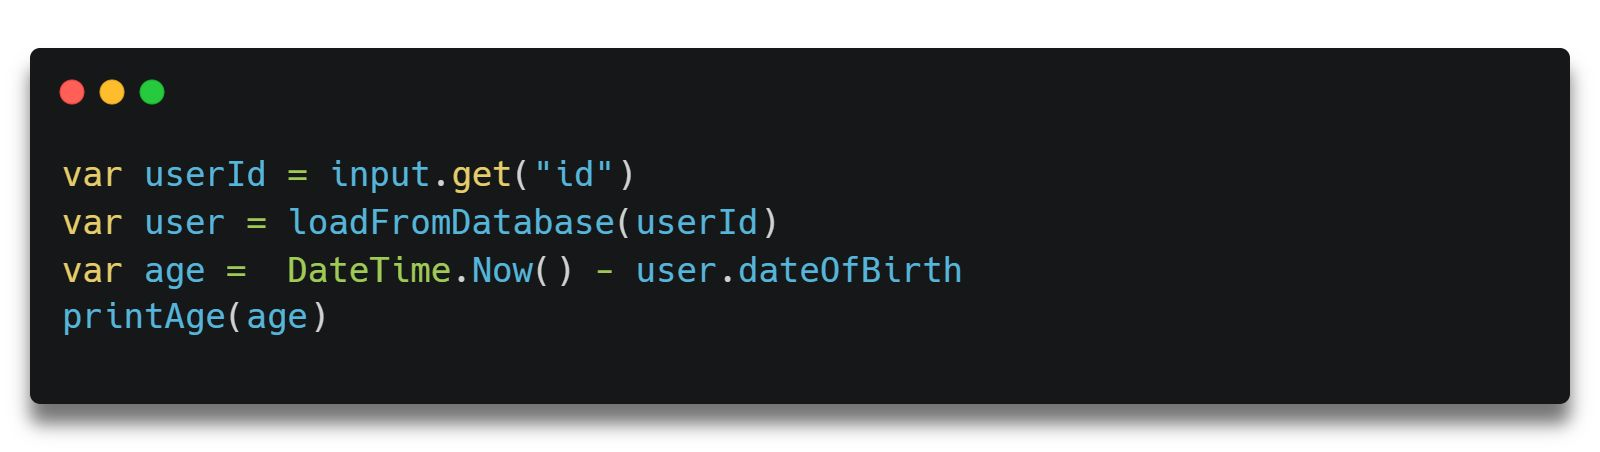 var userId = input.get("id")
var user = loadFromDatabase(userId)
var age =  DateTime.Now() - user.dateOfBirth
printAge(age)